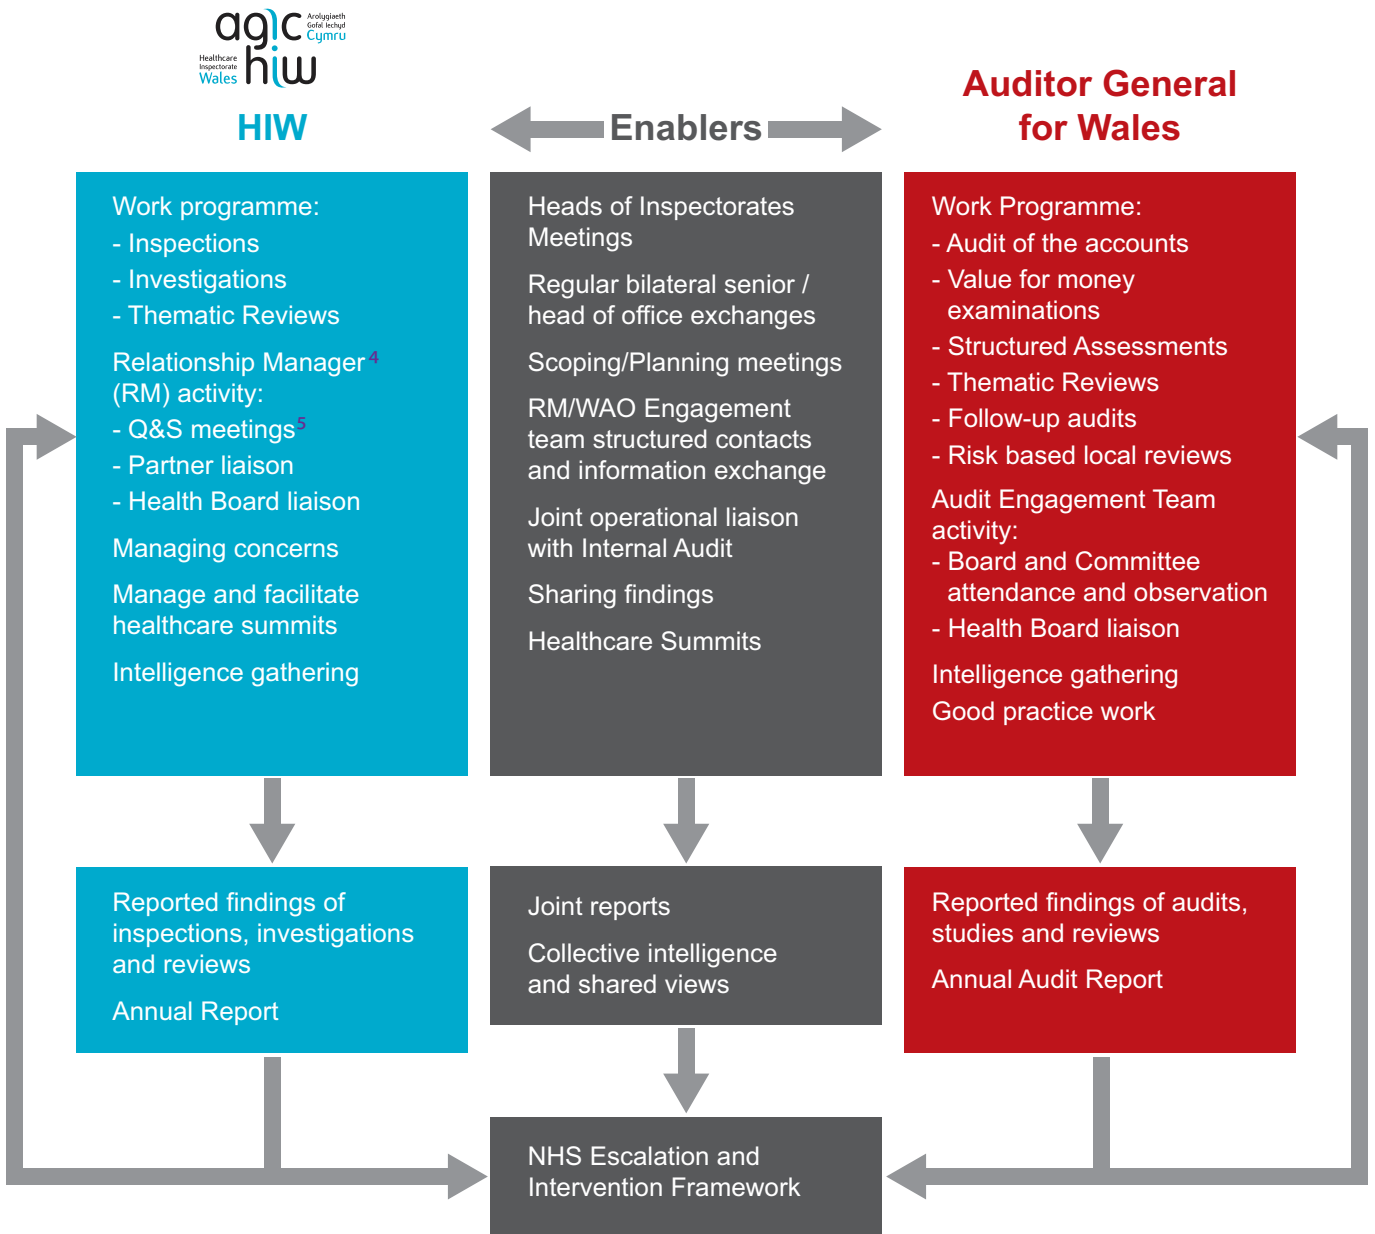 agic
Arolygiaeth
Gofal Iechyd
Cymru
Healthcare
Inspectorate
Wales
hiw
HIW
Enablers
Auditor General
for Wales
Work programme:
- Inspections
- Investigations
- Thematic Reviews
Relationship Manager4
(RM) activity:
- Q&S meetings5
- Partner liaison
- Health Board liaison
Managing concerns
Manage and facilitate
healthcare summits
Intelligence gathering
Heads of Inspectorates
Meetings
Regular bilateral senior /
head of office exchanges
Scoping/Planning meetings
RM/WAO Engagement
team structured contacts
and information exchange
Joint operational liaison
with Internal Audit
Sharing findings
Healthcare Summits
Work Programme:
- Audit of the accounts
- Value for money
examinations
- Structured Assessments
- Thematic Reviews
- Follow-up audits
- Risk based local reviews
Audit Engagement Team
activity:
- Board and Committee
attendance and observation
- Health Board liaison
Intelligence gathering
Good practice work
Reported findings of
inspections, investigations
and reviews
Annual Report
Joint reports
Collective intelligence
and shared views
Reported findings of audits,
studies and reviews
Annual Audit Report
NHS Escalation and
Intervention Framework